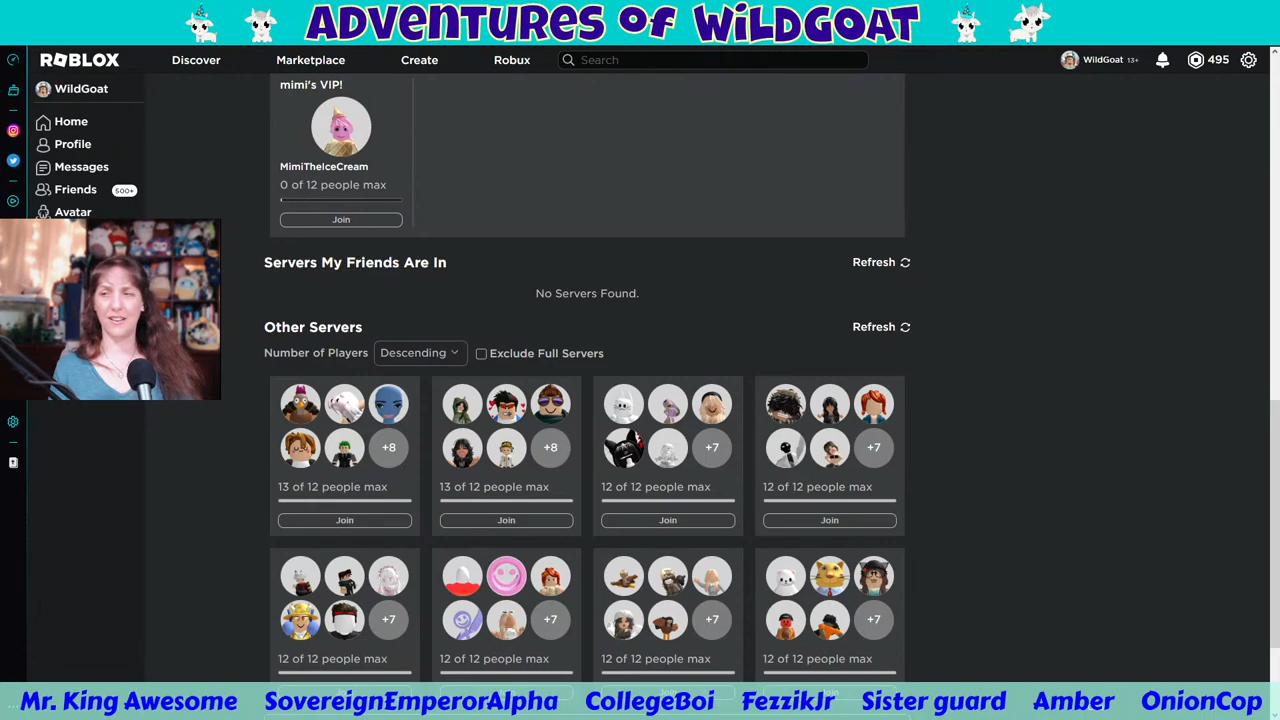 ADVENTURES OF WILDGOAT
ROBLOX Discover Marketplace Create Robux Search WildGoat 13+ 495
WildGoat
Home
Profile
Messages
Friends 500+
Avatar
mimi's VIP!
MimiTheIceCream
0 of 12 people max
Join
Servers My Friends Are In Refresh
No Servers Found.
Other Servers Refresh
Number of Players Descending Exclude Full Servers
+8 +8 +7 +7
13 of 12 people max 13 of 12 people max 12 of 12 people max 12 of 12 people max
Join Join Join Join
+7 +7 +7 +7
12 of 12 people max 12 of 12 people max 12 of 12 people max 12 of 12 people max
Mr. King Awesome SovereignEmperorAlpha CollegeBoi FezzikJr Sister guard Amber OnionCop